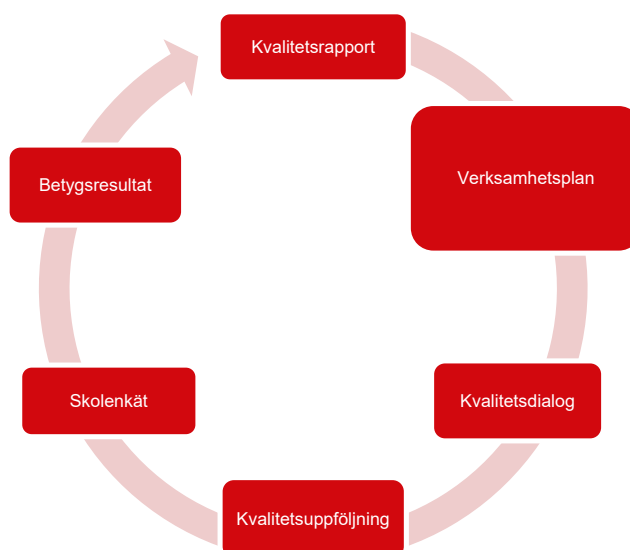 Kvalitetsrapport
Verksamhetsplan
Kvalitetsdialog
Kvalitetsuppföljning
Skolenkät
Betygsresultat